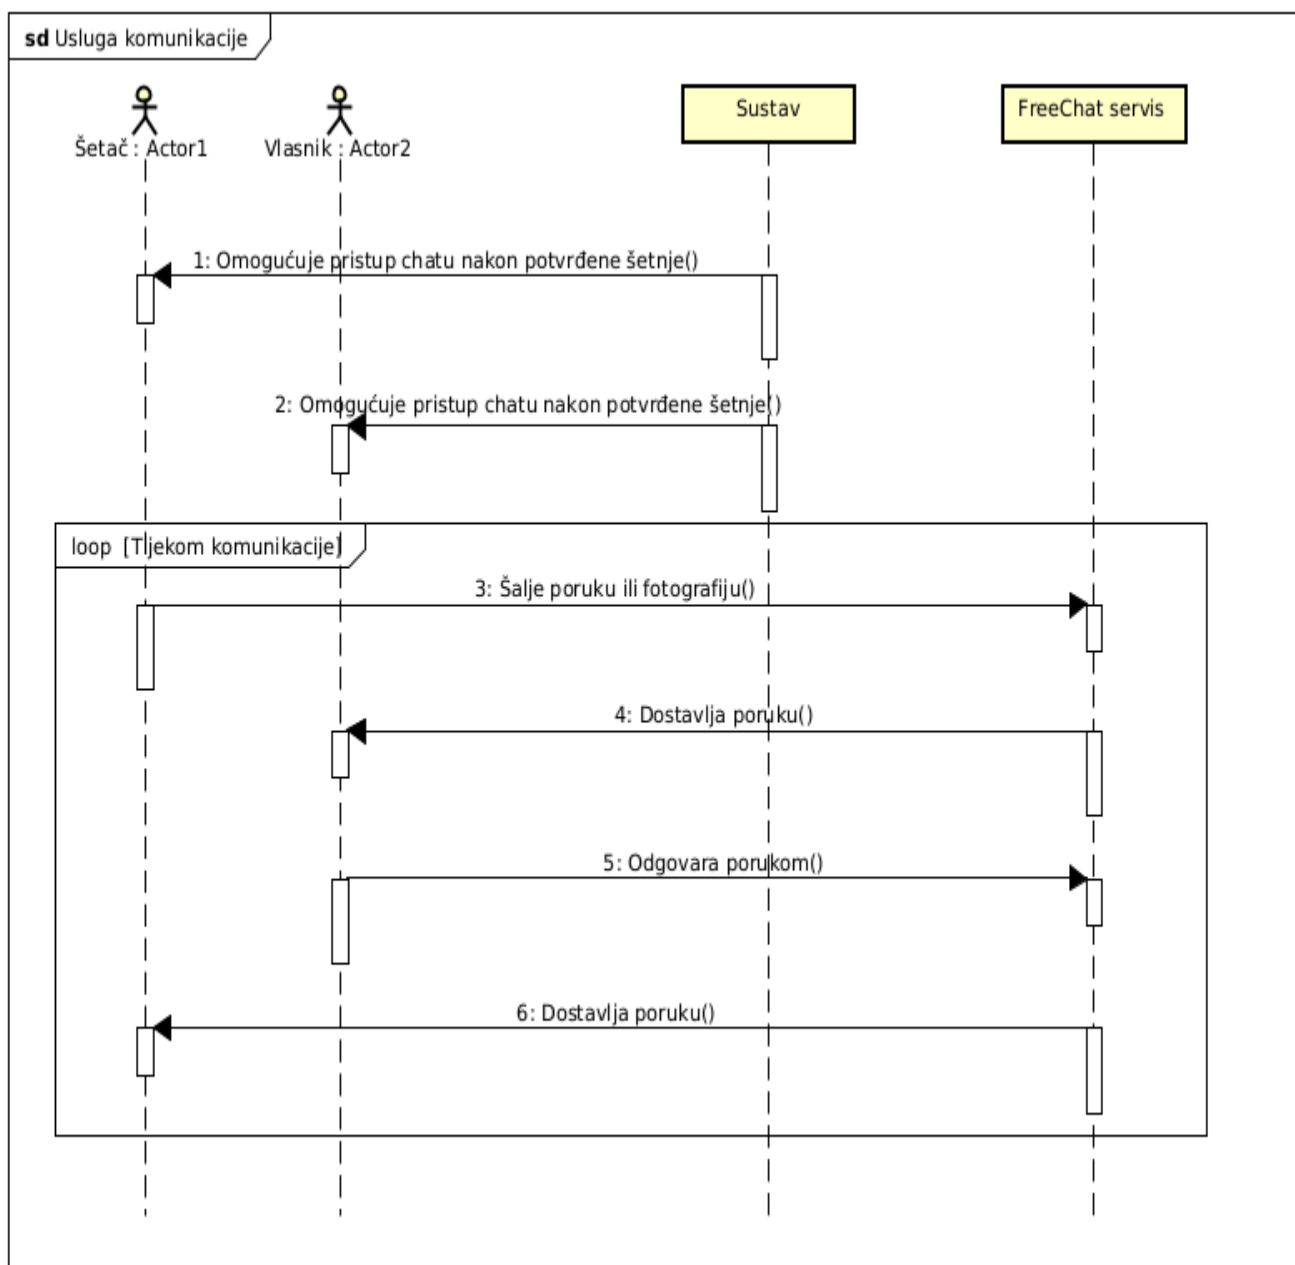 sd Usluga komunikacije
Šetač : Actor1
Vlasnik : Actor2
Sustav
FreeChat servis
1: Omogućuje pristup chatu nakon potvrđene šetnje()
2: Omogućuje pristup chatu nakon potvrđene šetnje()
loop [Tijekom komunikacije]
3: Šalje poruku ili fotografiju()
4: Dostavlja poruku()
5: Odgovara porukom()
6: Dostavlja poruku()